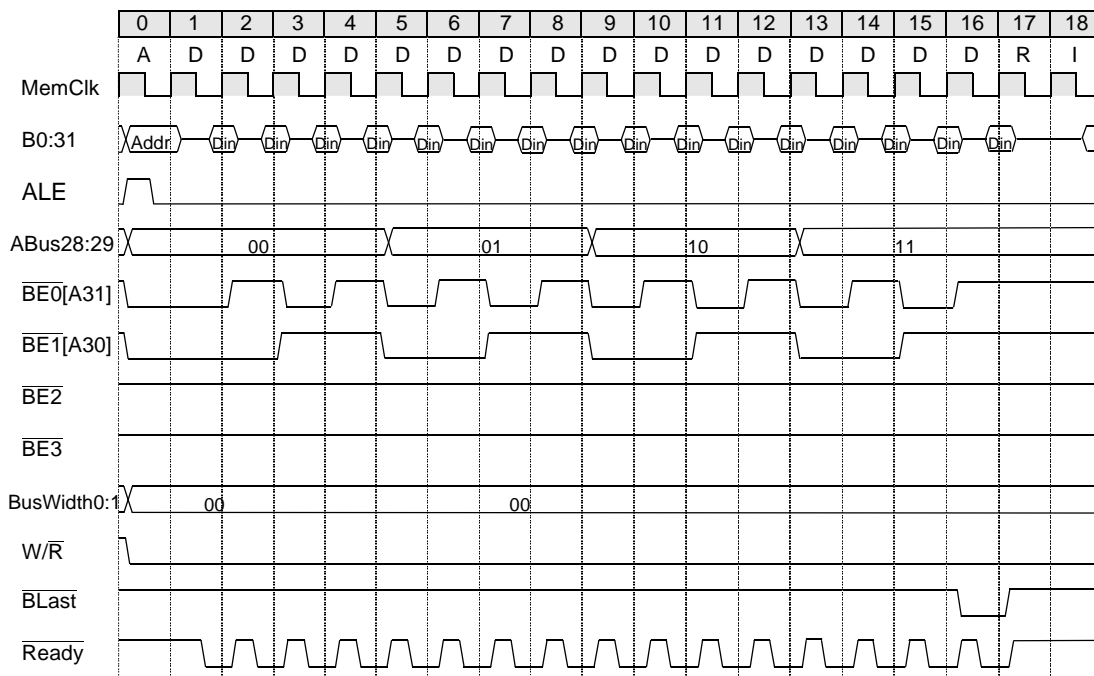 0 1 2 3 4 5 6 7 8 9 10 11 12 13 14 15 16 17 18
A D D D D D D D D D D D D D D D D R I
MemClk
B0:31 Addr Din Din Din Din Din Din Din Din Din Din Din Din Din Din Din Din
ALE
ABus28:29 00 01 10 11
BE0[A31]
BE1[A30]
BE2
BE3
BusWidth0:1 00 00
W/R
BLast
Ready